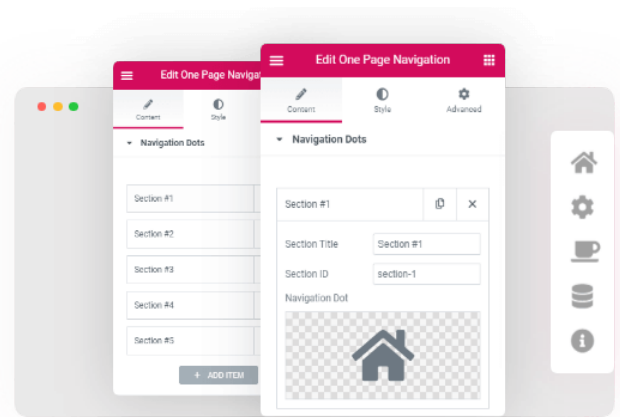 Edit One Page Navigat
Content
Style
Navigation Dots
Section #1
Section #2
Section #3
Section #4
Section #5
+ ADD ITEM
Edit One Page Navigation
Content
Style
Advanced
Navigation Dots
Section #1
Section Title
Section #1
Section ID
section-1
Navigation Dot